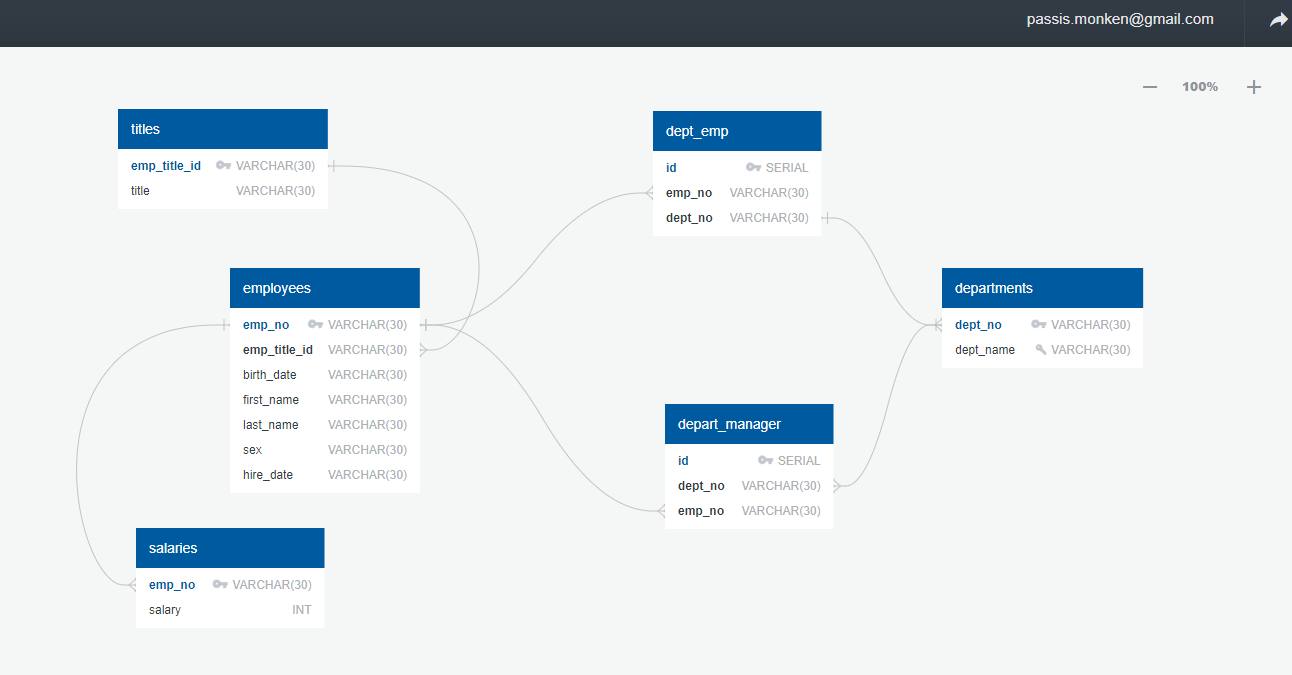 passis.monken@gmail.com
100%
titles
emp_title_id VARCHAR(30)
title VARCHAR(30)
dept_emp
id SERIAL
emp_no VARCHAR(30)
dept_no VARCHAR(30)
employees
emp_no VARCHAR(30)
emp_title_id VARCHAR(30)
birth_date VARCHAR(30)
first_name VARCHAR(30)
last_name VARCHAR(30)
sex VARCHAR(30)
hire_date VARCHAR(30)
departments
dept_no VARCHAR(30)
dept_name VARCHAR(30)
depart_manager
id SERIAL
dept_no VARCHAR(30)
emp_no VARCHAR(30)
salaries
emp_no VARCHAR(30)
salary INT